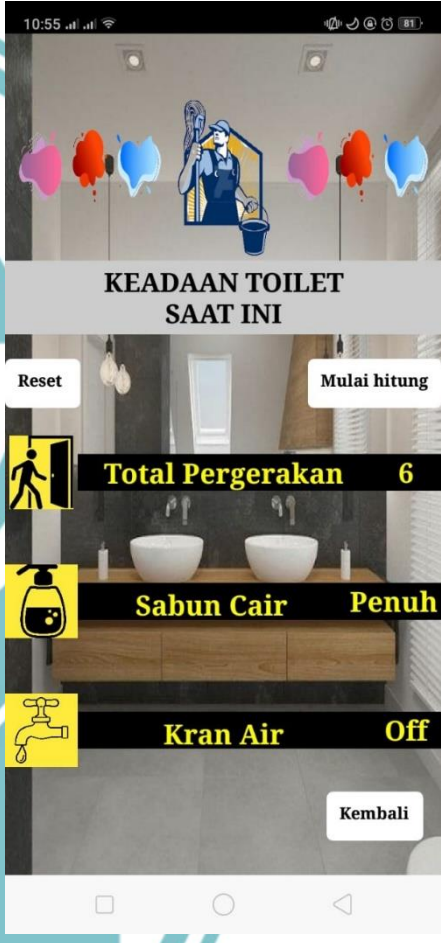 10:55
81
KEADAAN TOILET
SAAT INI
Reset
Mulai hitung
Total Pergerakan 6
Sabun Cair Penuh
Kran Air Off
Kembali